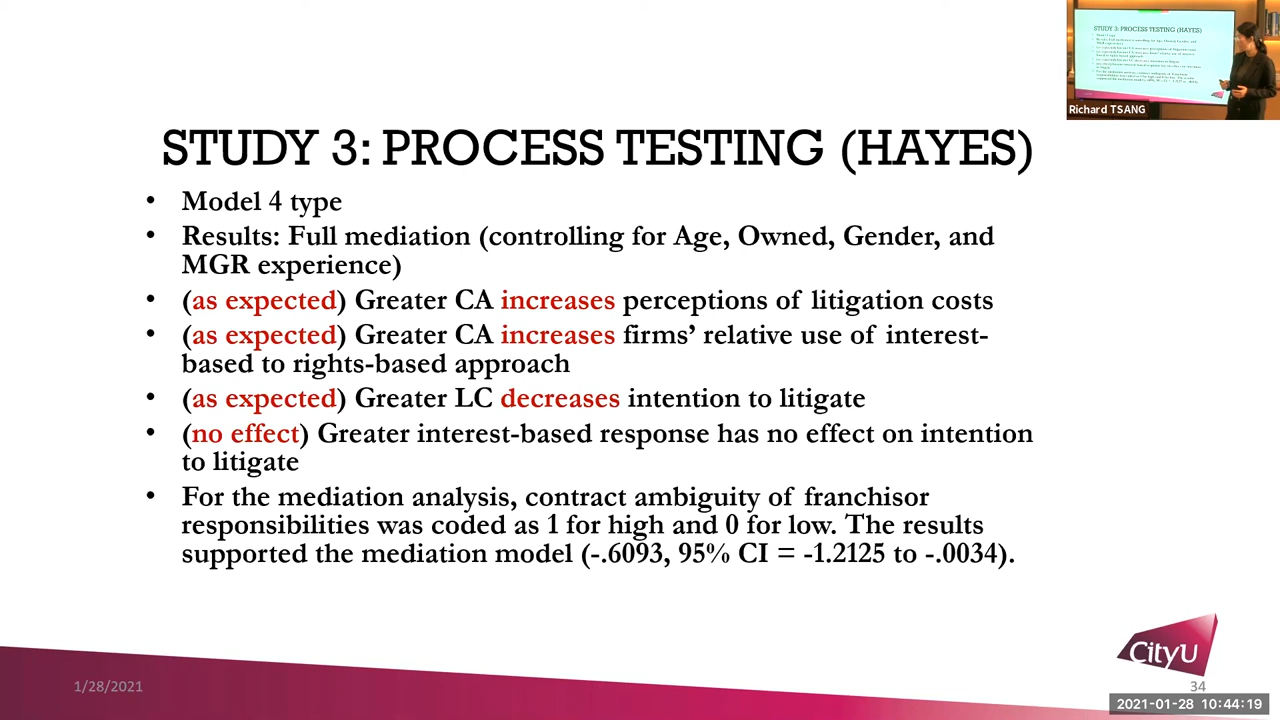 STUDY 3: PROCESS TESTING (HAYES)
• Model 4 type
• Results: Full mediation (controlling for Age, Owned, Gender, and
MGR experience)
• (as expected) Greater CA increases perceptions of litigation costs
• (as expected) Greater CA increases firms’ relative use of interest-
based to rights-based approach
• (as expected) Greater LC decreases intention to litigate
• (no effect) Greater interest-based response has no effect on intention
to litigate
• For the mediation analysis, contract ambiguity of franchisor
responsibilities was coded as 1 for high and 0 for low. The results
supported the mediation model (-.6093, 95% CI = -1.2125 to -.0034).
STUDY 3: PROCESS TESTING (HAYES)
Richard TSANG
CityU
1/28/2021
34
2021-01-28 10:44:19